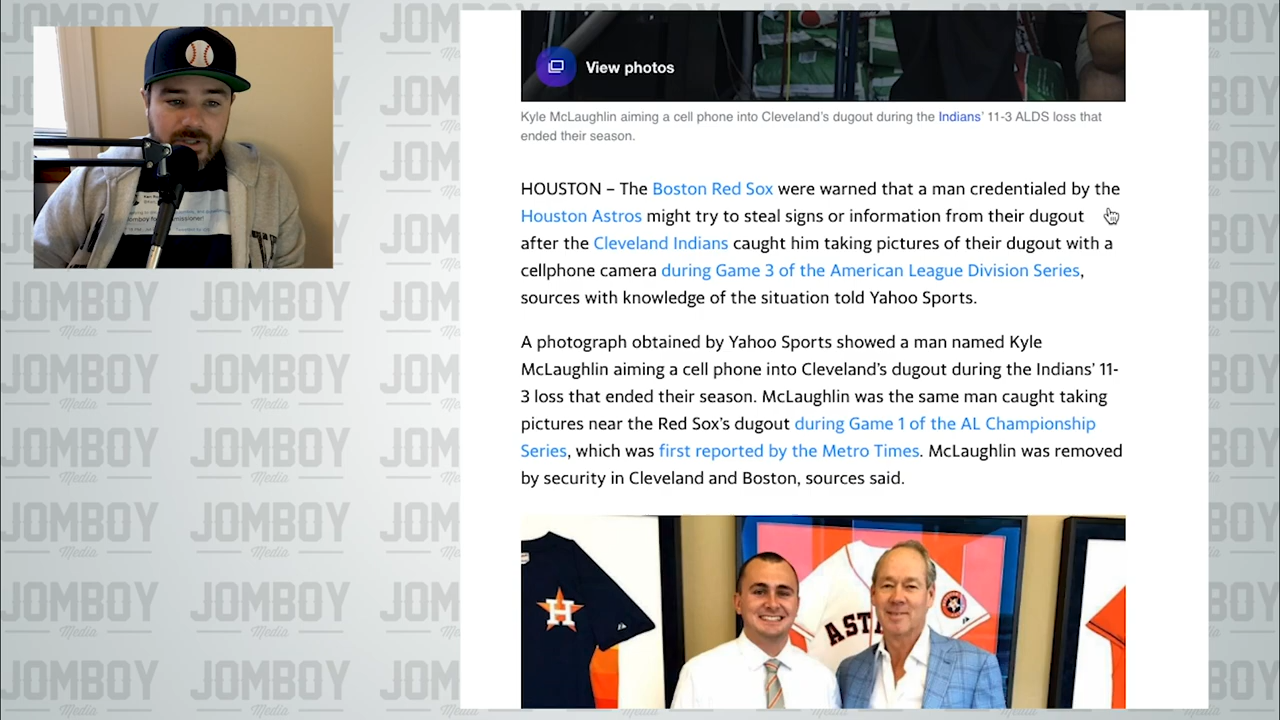 JOMBOY
Media
View photos
Kyle McLaughlin aiming a cell phone into Cleveland's dugout during the Indians' 11-3 ALDS loss that
ended their season.
HOUSTON – The Boston Red Sox were warned that a man credentialed by the
Houston Astros might try to steal signs or information from their dugout
after the Cleveland Indians caught him taking pictures of their dugout with a
cellphone camera during Game 3 of the American League Division Series,
sources with knowledge of the situation told Yahoo Sports.
A photograph obtained by Yahoo Sports showed a man named Kyle
McLaughlin aiming a cell phone into Cleveland's dugout during the Indians' 11-
3 loss that ended their season. McLaughlin was the same man caught taking
pictures near the Red Sox's dugout during Game 1 of the AL Championship
Series, which was first reported by the Metro Times. McLaughlin was removed
by security in Cleveland and Boston, sources said.
H
AST